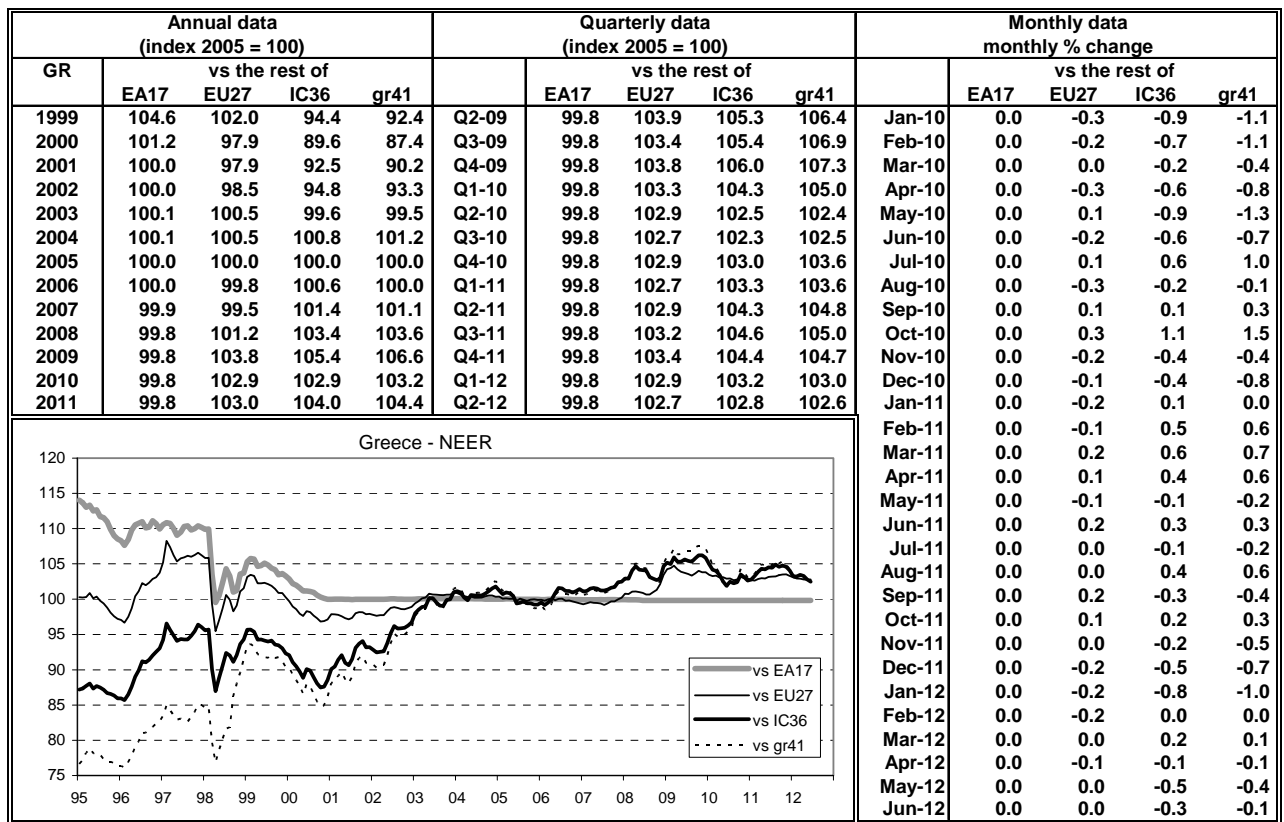 Annual data
(index 2005 = 100)
GR vs the rest of
EA17 EU27 IC36 gr41
1999 104.6 102.0 94.4 92.4
2000 101.2 97.9 89.6 87.4
2001 100.0 97.9 92.5 90.2
2002 100.0 98.5 94.8 93.3
2003 100.1 100.5 99.6 99.5
2004 100.1 100.5 100.8 101.2
2005 100.0 100.0 100.0 100.0
2006 100.0 99.8 100.6 100.0
2007 99.9 99.5 101.4 101.1
2008 99.8 101.2 103.4 103.6
2009 99.8 103.8 105.4 106.6
2010 99.8 102.9 102.9 103.2
2011 99.8 103.0 104.0 104.4
Quarterly data
(index 2005 = 100)
vs the rest of
EA17 EU27 IC36 gr41
Q2-09 99.8 103.9 105.3 106.4
Q3-09 99.8 103.4 105.4 106.9
Q4-09 99.8 103.8 106.0 107.3
Q1-10 99.8 103.3 104.3 105.0
Q2-10 99.8 102.9 102.5 102.4
Q3-10 99.8 102.7 102.3 102.5
Q4-10 99.8 102.9 103.0 103.6
Q1-11 99.8 102.7 103.3 103.6
Q2-11 99.8 102.9 104.3 104.8
Q3-11 99.8 103.2 104.6 105.0
Q4-11 99.8 103.4 104.4 104.7
Q1-12 99.8 102.9 103.2 103.0
Q2-12 99.8 102.7 102.8 102.6
Monthly data
monthly % change
vs the rest of
EA17 EU27 IC36 gr41
Jan-10 0.0 -0.3 -0.9 -1.1
Feb-10 0.0 -0.2 -0.7 -1.1
Mar-10 0.0 0.0 -0.2 -0.4
Apr-10 0.0 -0.3 -0.6 -0.8
May-10 0.0 0.1 -0.9 -1.3
Jun-10 0.0 -0.2 -0.6 -0.7
Jul-10 0.0 0.1 0.6 1.0
Aug-10 0.0 -0.3 -0.2 -0.1
Sep-10 0.0 0.1 0.1 0.3
Oct-10 0.0 0.3 1.1 1.5
Nov-10 0.0 -0.2 -0.4 -0.4
Dec-10 0.0 -0.1 -0.4 -0.8
Jan-11 0.0 -0.2 0.1 0.0
Feb-11 0.0 -0.1 0.5 0.6
Mar-11 0.0 0.2 0.6 0.7
Apr-11 0.0 0.1 0.4 0.6
May-11 0.0 -0.1 -0.1 -0.2
Jun-11 0.0 0.2 0.3 0.3
Jul-11 0.0 0.0 -0.1 -0.2
Aug-11 0.0 0.0 0.4 0.6
Sep-11 0.0 0.2 -0.3 -0.4
Oct-11 0.0 0.1 0.2 0.3
Nov-11 0.0 0.0 -0.2 -0.5
Dec-11 0.0 -0.2 -0.5 -0.7
Jan-12 0.0 -0.2 -0.8 -1.0
Feb-12 0.0 -0.2 0.0 0.0
Mar-12 0.0 0.0 0.2 0.1
Apr-12 0.0 -0.1 -0.1 -0.1
May-12 0.0 0.0 -0.5 -0.4
Jun-12 0.0 0.0 -0.3 -0.1
Greece - NEER
120
115
110
105
100
95
90
85
80
75
95 96 97 98 99 00 01 02 03 04 05 06 07 08 09 10 11 12
vs EA17
vs EU27
vs IC36
vs gr41